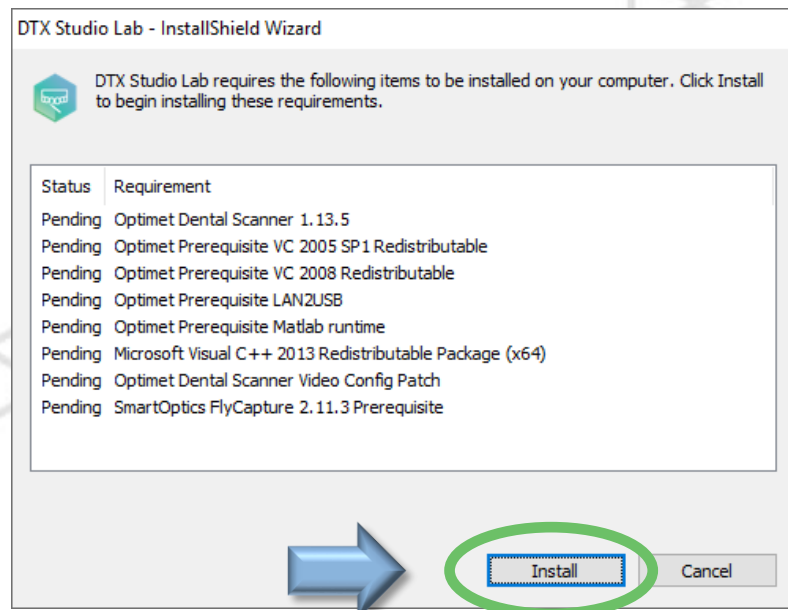 DTX Studio Lab - InstallShield Wizard
DTX Studio Lab requires the following items to be installed on your computer. Click Install
to begin installing these requirements.
Status Requirement
Pending Optimet Dental Scanner 1.13.5
Pending Optimet Prerequisite VC 2005 SP1 Redistributable
Pending Optimet Prerequisite VC 2008 Redistributable
Pending Optimet Prerequisite LAN2USB
Pending Optimet Prerequisite Matlab runtime
Pending Microsoft Visual C++ 2013 Redistributable Package (x64)
Pending Optimet Dental Scanner Video Config Patch
Pending SmartOptics FlyCapture 2.11.3 Prerequisite
Install Cancel